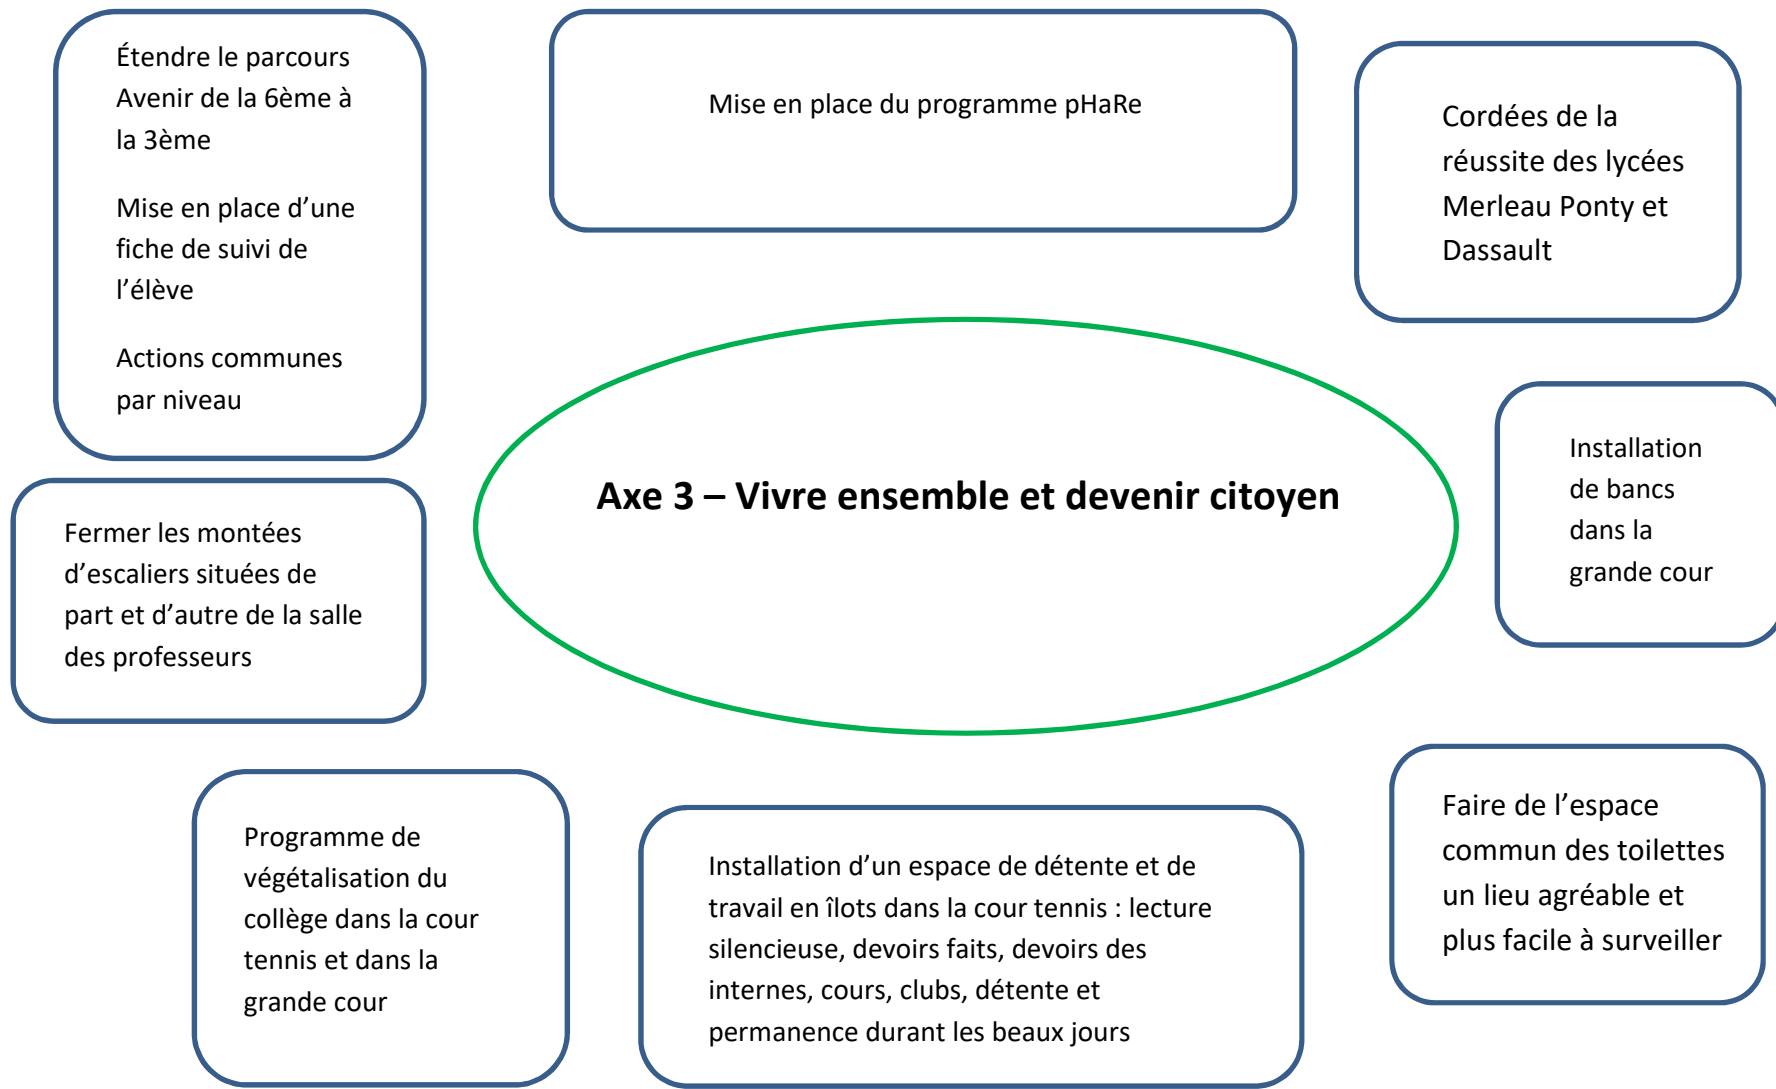 Étendre le parcours
Avenir de la 6ème à
la 3ème
Mise en place d’une
fiche de suivi de
l’élève
Actions communes
par niveau
Mise en place du programme pHaRe
Cordées de la
réussite des lycées
Merleau Ponty et
Dassault
Axe 3 – Vivre ensemble et devenir citoyen
Installation
de bancs
dans la
grande cour
Fermer les montées
d’escaliers situées de
part et d’autre de la salle
des professeurs
Programme de
végétalisation du
collège dans la cour
tennis et dans la
grande cour
Installation d’un espace de détente et de
travail en îlots dans la cour tennis : lecture
silencieuse, devoirs faits, devoirs des
internes, cours, clubs, détente et
permanence durant les beaux jours
Faire de l’espace
commun des toilettes
un lieu agréable et
plus facile à surveiller